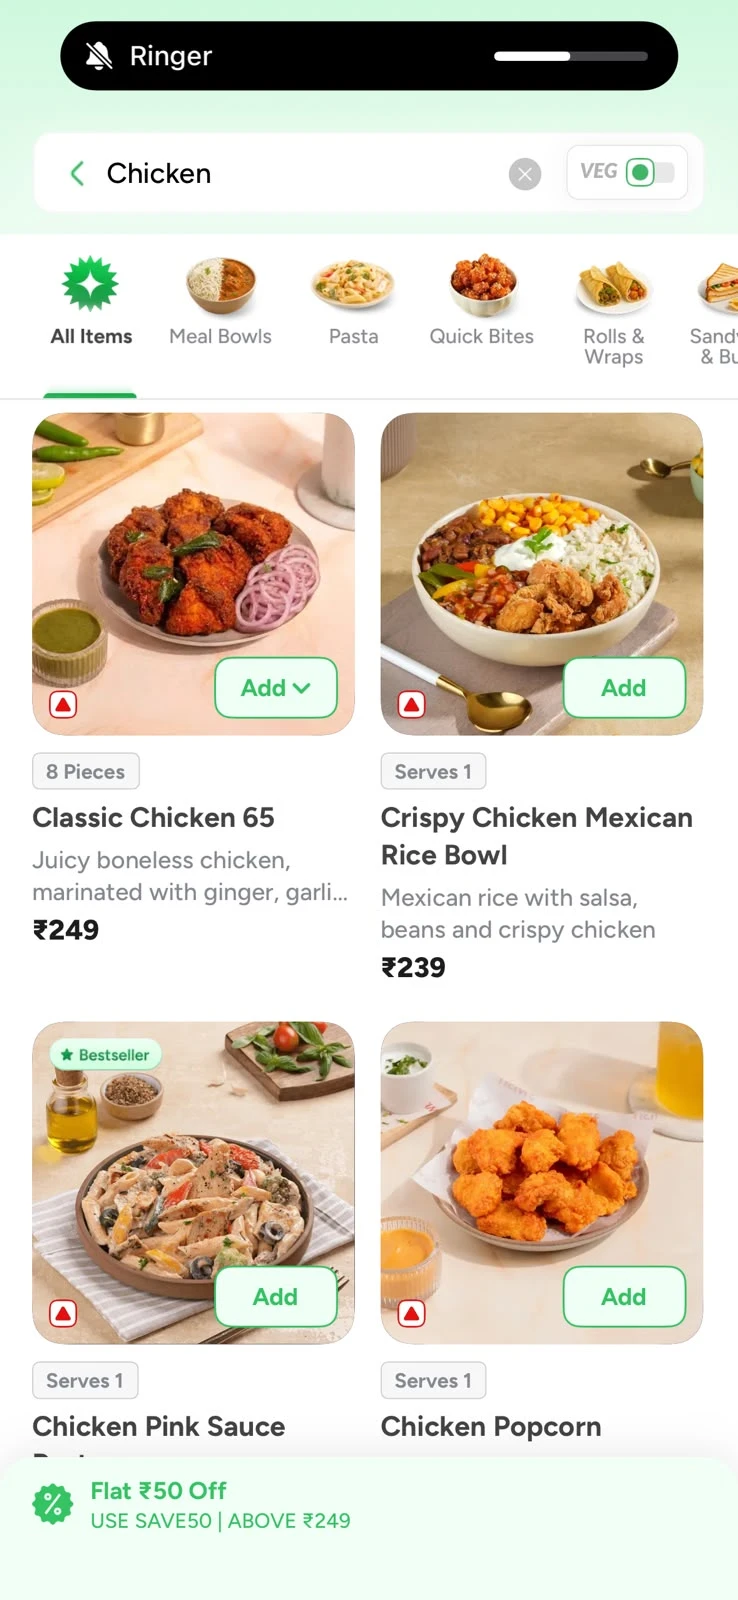 Ringer
Chicken
VEG
All Items
Meal Bowls
Pasta
Quick Bites
Rolls &
Wraps
Sandv
& Bu
Add
Add
8 Pieces
Serves 1
Classic Chicken 65
Crispy Chicken Mexican
Rice Bowl
Juicy boneless chicken,
marinated with ginger, garli...
₹249
Mexican rice with salsa,
beans and crispy chicken
₹239
Bestseller
Add
Add
Serves 1
Serves 1
Chicken Pink Sauce
Chicken Popcorn
Flat ₹50 Off
USE SAVE50 | ABOVE ₹249